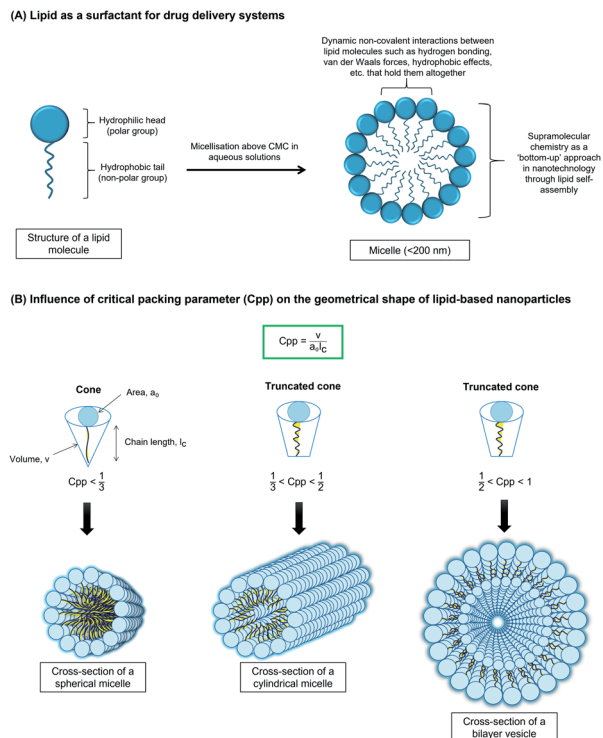 (A) Lipid as a surfactant for drug delivery systems
Dynamic non-covalent interactions between
lipid molecules such as hydrogen bonding,
van der Waals forces, hydrophobic effects,
etc. that hold them altogether
Hydrophilic head
(polar group)
Hydrophobic tail
(non-polar group)
Micellisation above CMC in
aqueous solutions
Supramolecular
chemistry as a
'bottom-up' approach
in nanotechnology
through lipid self-
assembly
Structure of a lipid
molecule
Micelle (<200 nm)
(B) Influence of critical packing parameter (Cpp) on the geometrical shape of lipid-based nanoparticles
Cpp = v / a₀lc
Cone
Area, a₀
Chain length, lc
Volume, v
Cpp < 1/3
Truncated cone
1/3 < Cpp < 1/2
Truncated cone
1/2 < Cpp < 1
Cross-section of a
spherical micelle
Cross-section of a
cylindrical micelle
Cross-section of a
bilayer vesicle